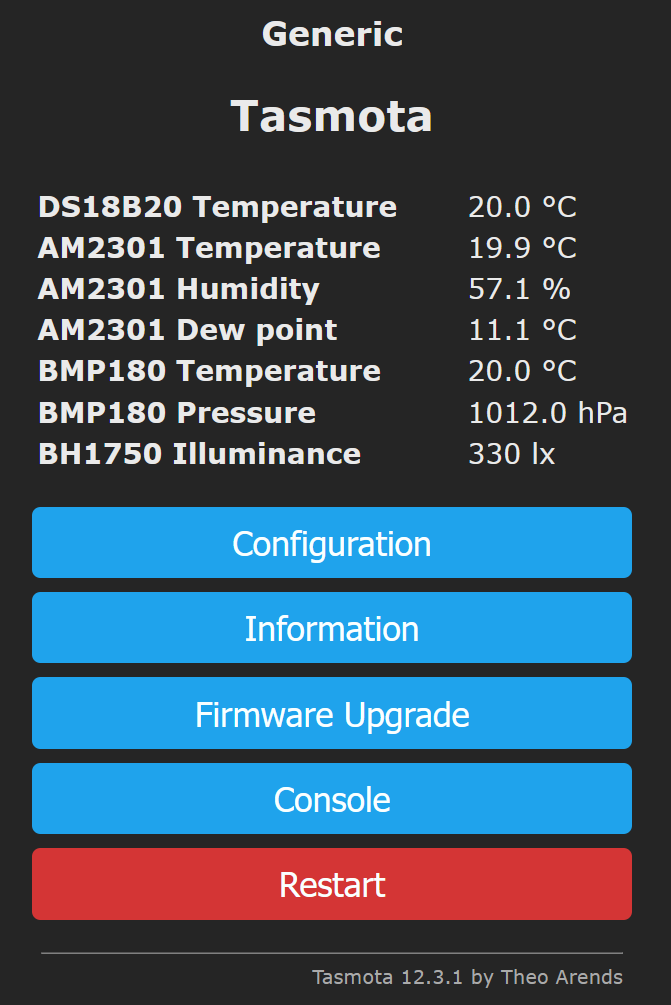 Generic
Tasmota
DS18B20 Temperature 20.0 °C
AM2301 Temperature 19.9 °C
AM2301 Humidity 57.1 %
AM2301 Dew point 11.1 °C
BMP180 Temperature 20.0 °C
BMP180 Pressure 1012.0 hPa
BH1750 Illuminance 330 lx
Configuration
Information
Firmware Upgrade
Console
Restart
Tasmota 12.3.1 by Theo Arends